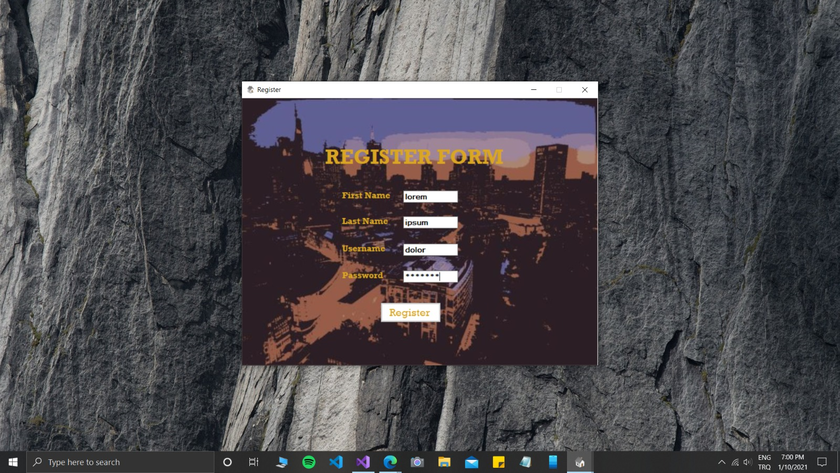 Register
REGISTER FORM
First Name lorem
Last Name ipsum
Username dolor
Password *******
Register
Type here to search
ENG 7:00 PM
TRQ 1/10/2021